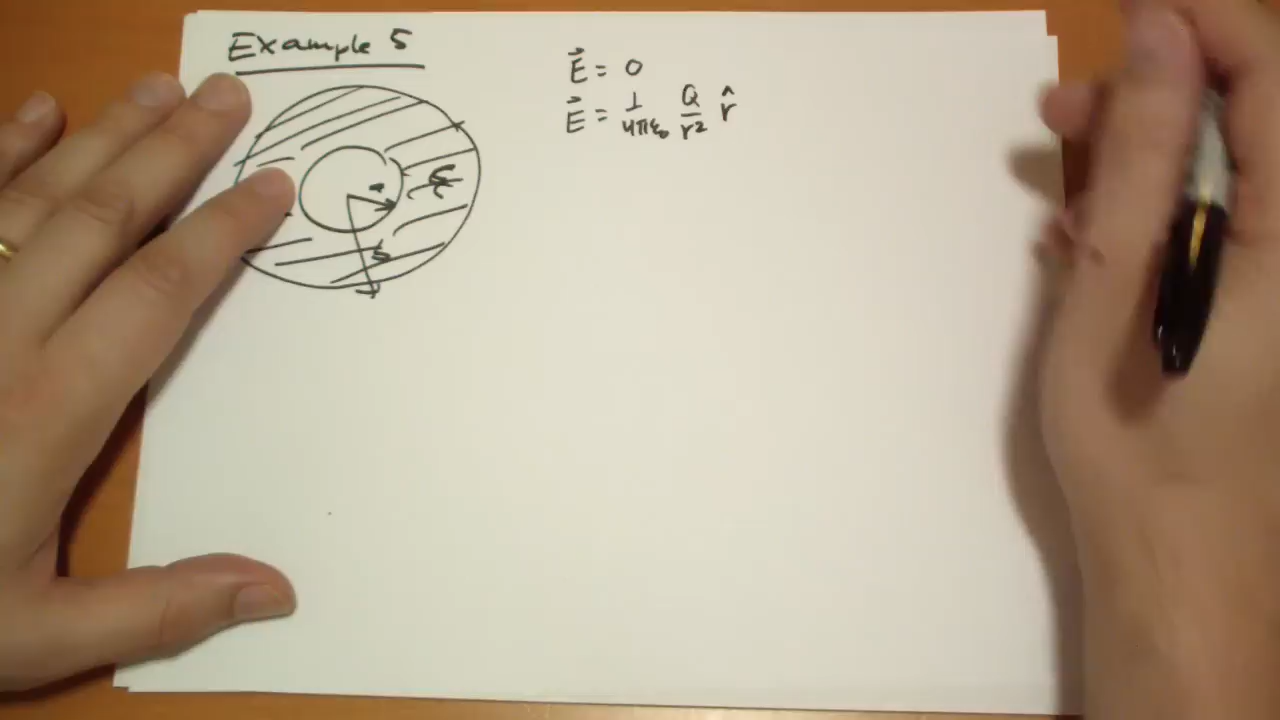 Example 5
E⃗ = 0
E⃗ = 1/4πε₀ Q/r² r̂
a
b